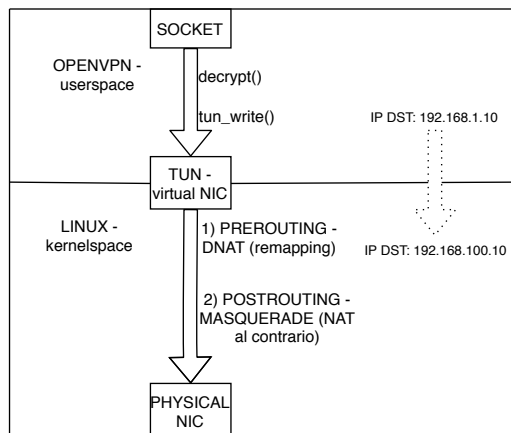 SOCKET
OPENVPN -
userspace
decrypt()
tun_write()
IP DST: 192.168.1.10
TUN -
virtual NIC
LINUX -
kernelspace
1) PREROUTING -
DNAT (remapping)
IP DST: 192.168.100.10
2) POSTROUTING -
MASQUERADE (NAT
al contrario)
PHYSICAL
NIC